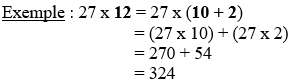 Exemple : 27 x 12 = 27 x (10 + 2)
= (27 x 10) + (27 x 2)
= 270 + 54
= 324